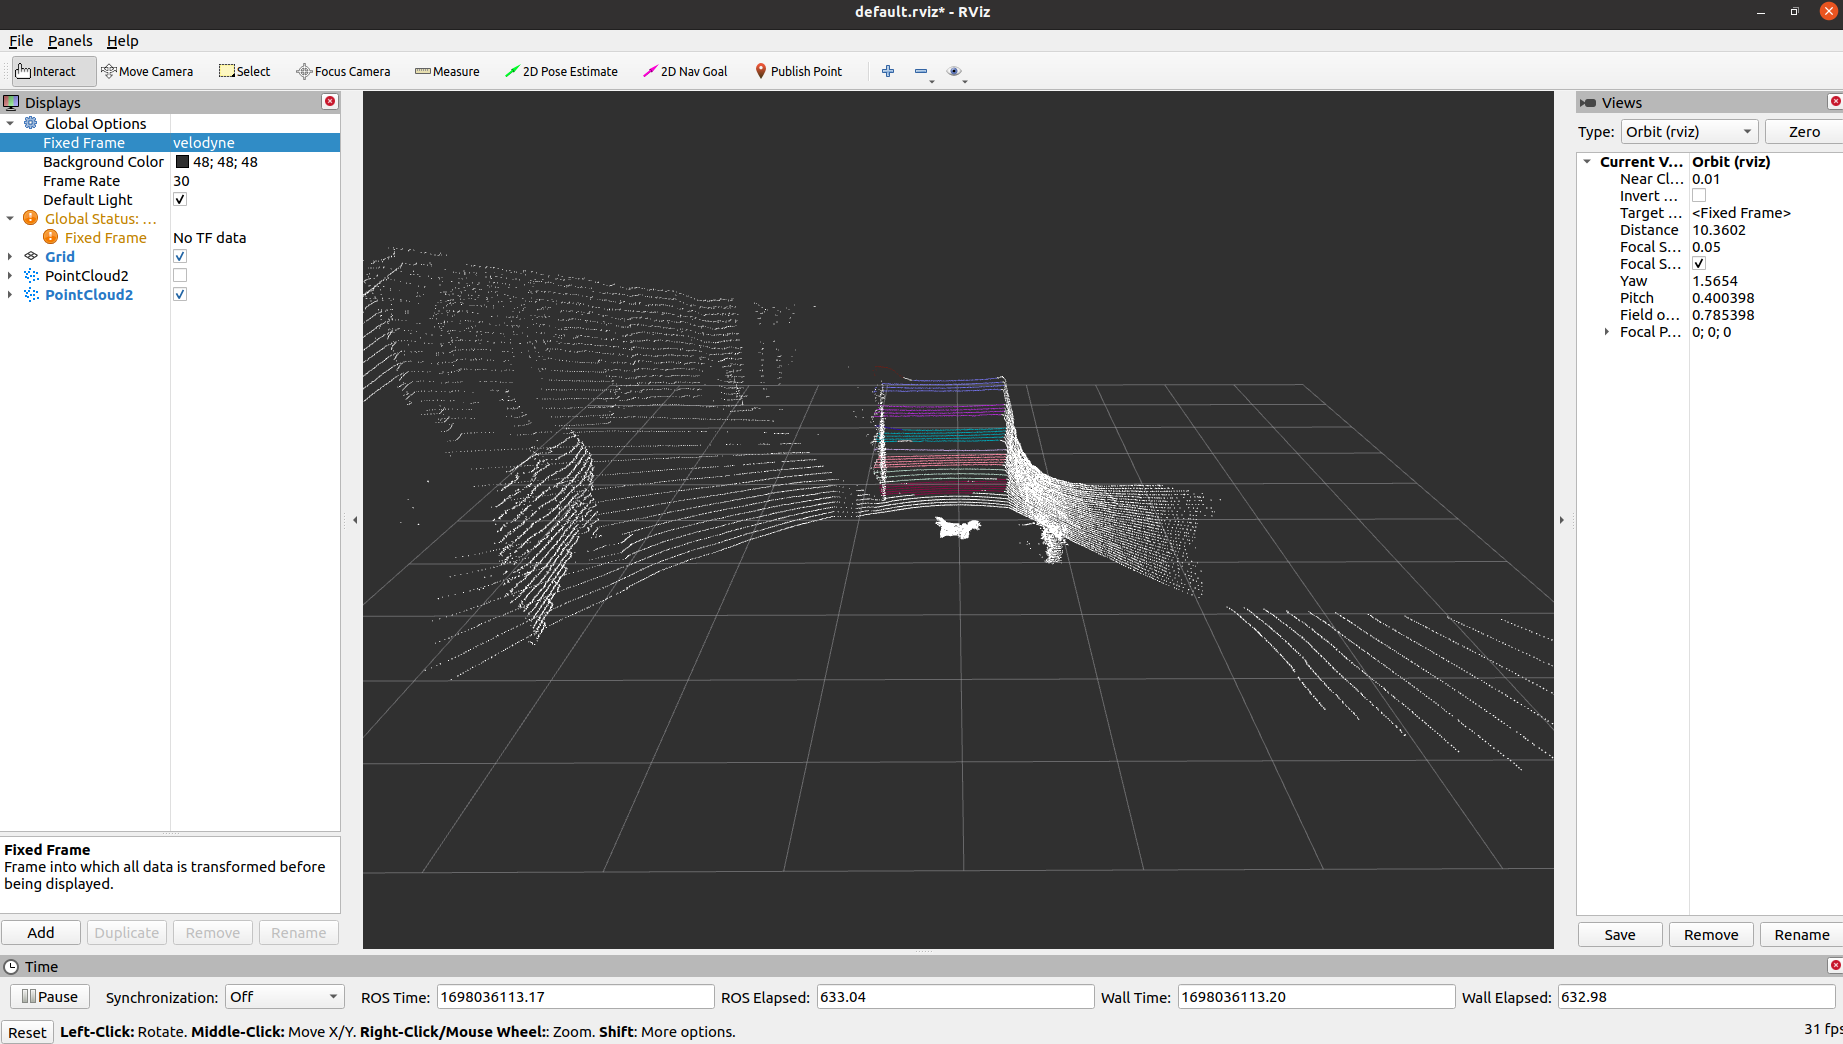 default.rviz* - RViz
File Panels Help
Interact Move Camera Select Focus Camera Measure 2D Pose Estimate 2D Nav Goal Publish Point
Displays
Global Options
Fixed Frame velodyne
Background Color 48; 48; 48
Frame Rate 30
Default Light
Global Status: ...
Fixed Frame No TF data
Grid
PointCloud2
PointCloud2
Fixed Frame
Frame into which all data is transformed before
being displayed.
Add Duplicate Remove Rename
Views
Type: Orbit (rviz) Zero
Current V... Orbit (rviz)
Near Cl... 0.01
Invert ...
Target ... <Fixed Frame>
Distance 10.3602
Focal S... 0.05
Focal S...
Yaw 1.5654
Pitch 0.400398
Field o... 0.785398
Focal P... 0; 0; 0
Save Remove Rename
Time
Pause Synchronization: Off ROS Time: 1698036113.17 ROS Elapsed: 633.04 Wall Time: 1698036113.20 Wall Elapsed: 632.98
Reset Left-Click: Rotate. Middle-Click: Move X/Y. Right-Click/Mouse Wheel:: Zoom. Shift: More options. 31 fps